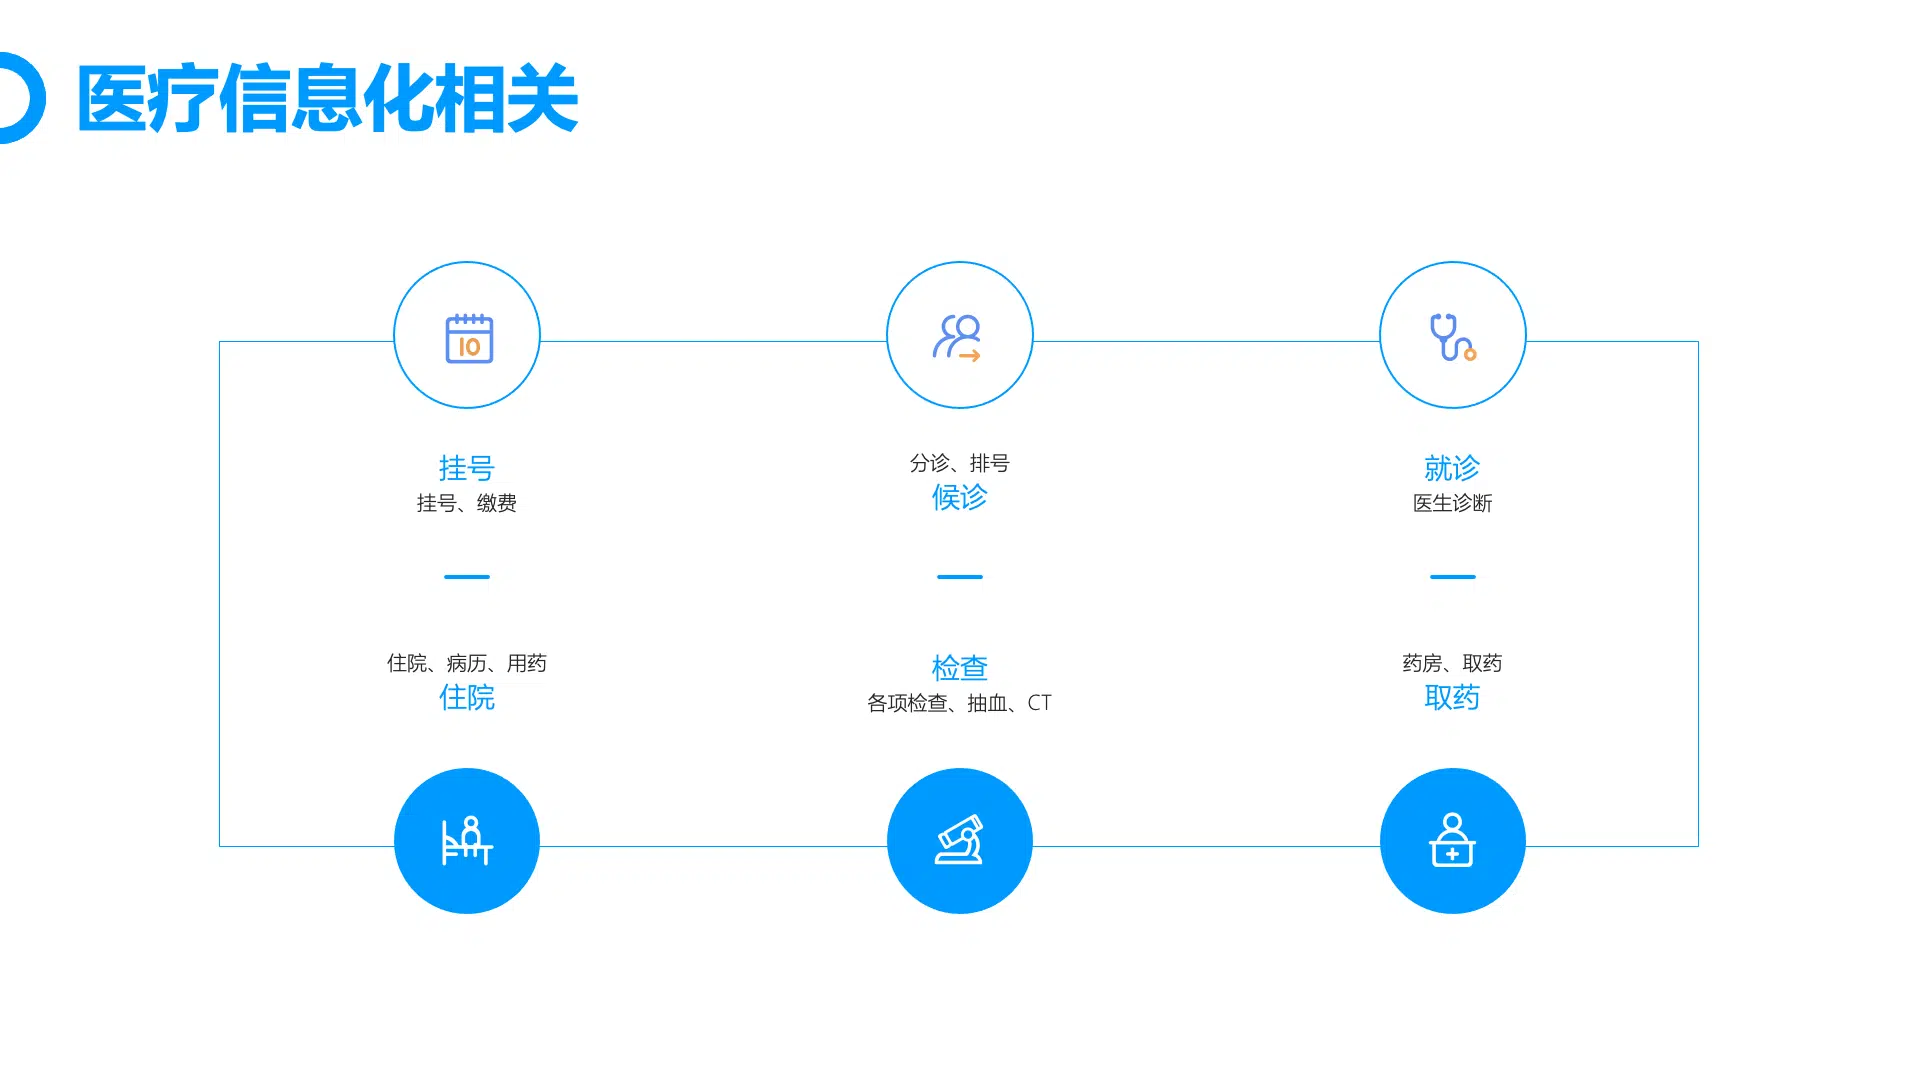 医疗信息化相关
10
挂号
挂号、缴费
分诊、排号
候诊
就诊
医生诊断
住院、病历、用药
住院
检查
各项检查、抽血、CT
药房、取药
取药